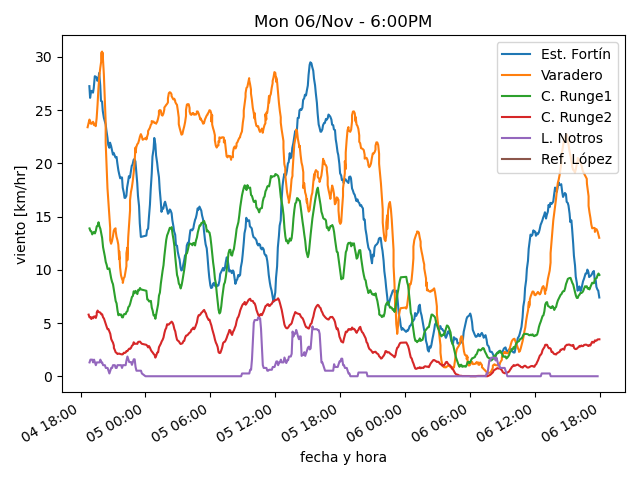 Mon 06/Nov - 6:00PM
Est. Fortín
Varadero
C. Runge1
C. Runge2
L. Notros
Ref. López
viento [km/hr]
30
25
20
15
10
5
0
04 18:00
05 00:00
05 06:00
05 12:00
05 18:00
06 00:00
06 06:00
06 12:00
06 18:00
fecha y hora